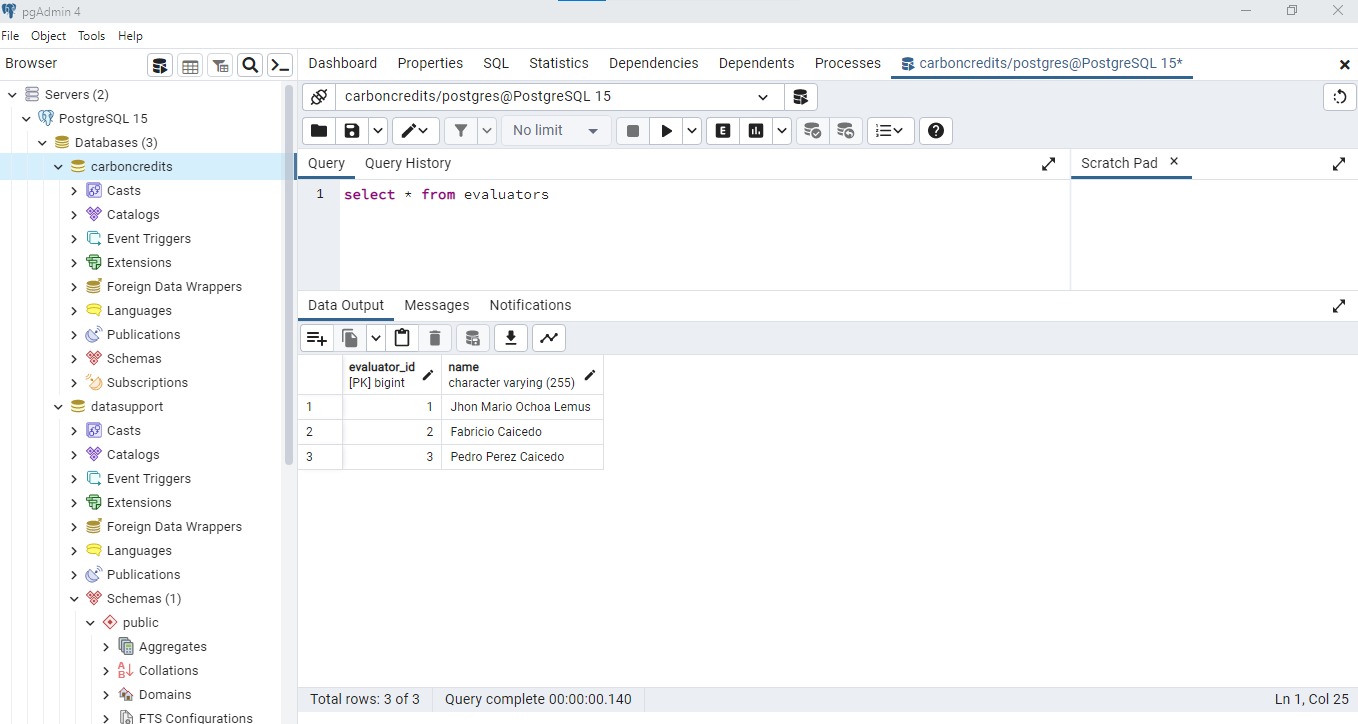 pgAdmin 4
File Object Tools Help
Browser
Servers (2)
PostgreSQL 15
Databases (3)
carboncredits
Casts
Catalogs
Event Triggers
Extensions
Foreign Data Wrappers
Languages
Publications
Schemas
Subscriptions
datasupport
Casts
Catalogs
Event Triggers
Extensions
Foreign Data Wrappers
Languages
Publications
Schemas (1)
public
Aggregates
Collations
Domains
FTS Configurations
Dashboard Properties SQL Statistics Dependencies Dependents Processes carboncredits/postgres@PostgreSQL 15*
carboncredits/postgres@PostgreSQL 15
No limit E
Query Query History
Scratch Pad
1 select * from evaluators
Data Output Messages Notifications
evaluator_id name
[PK] bigint character varying (255)
1 1 Jhon Mario Ochoa Lemus
2 2 Fabricio Caicedo
3 3 Pedro Perez Caicedo
Total rows: 3 of 3 Query complete 00:00:00.140 Ln 1, Col 25